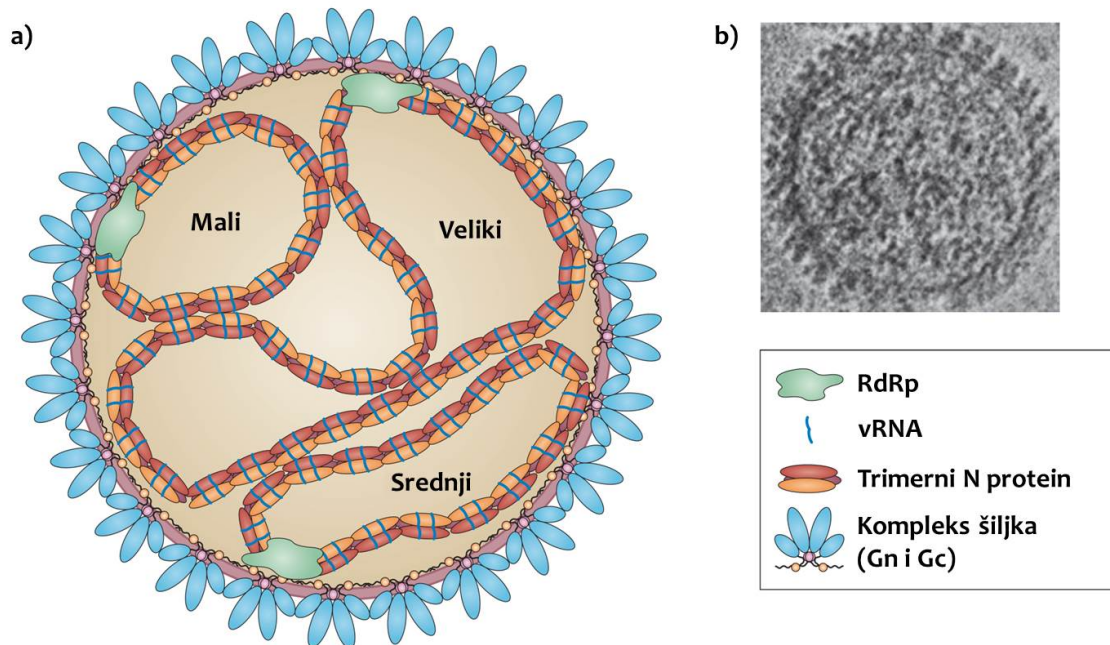 a)
b)
Mali
Veliki
Srednji
RdRp
vRNA
Trimerni N protein
Kompleks šiljka
(Gn i Gc)